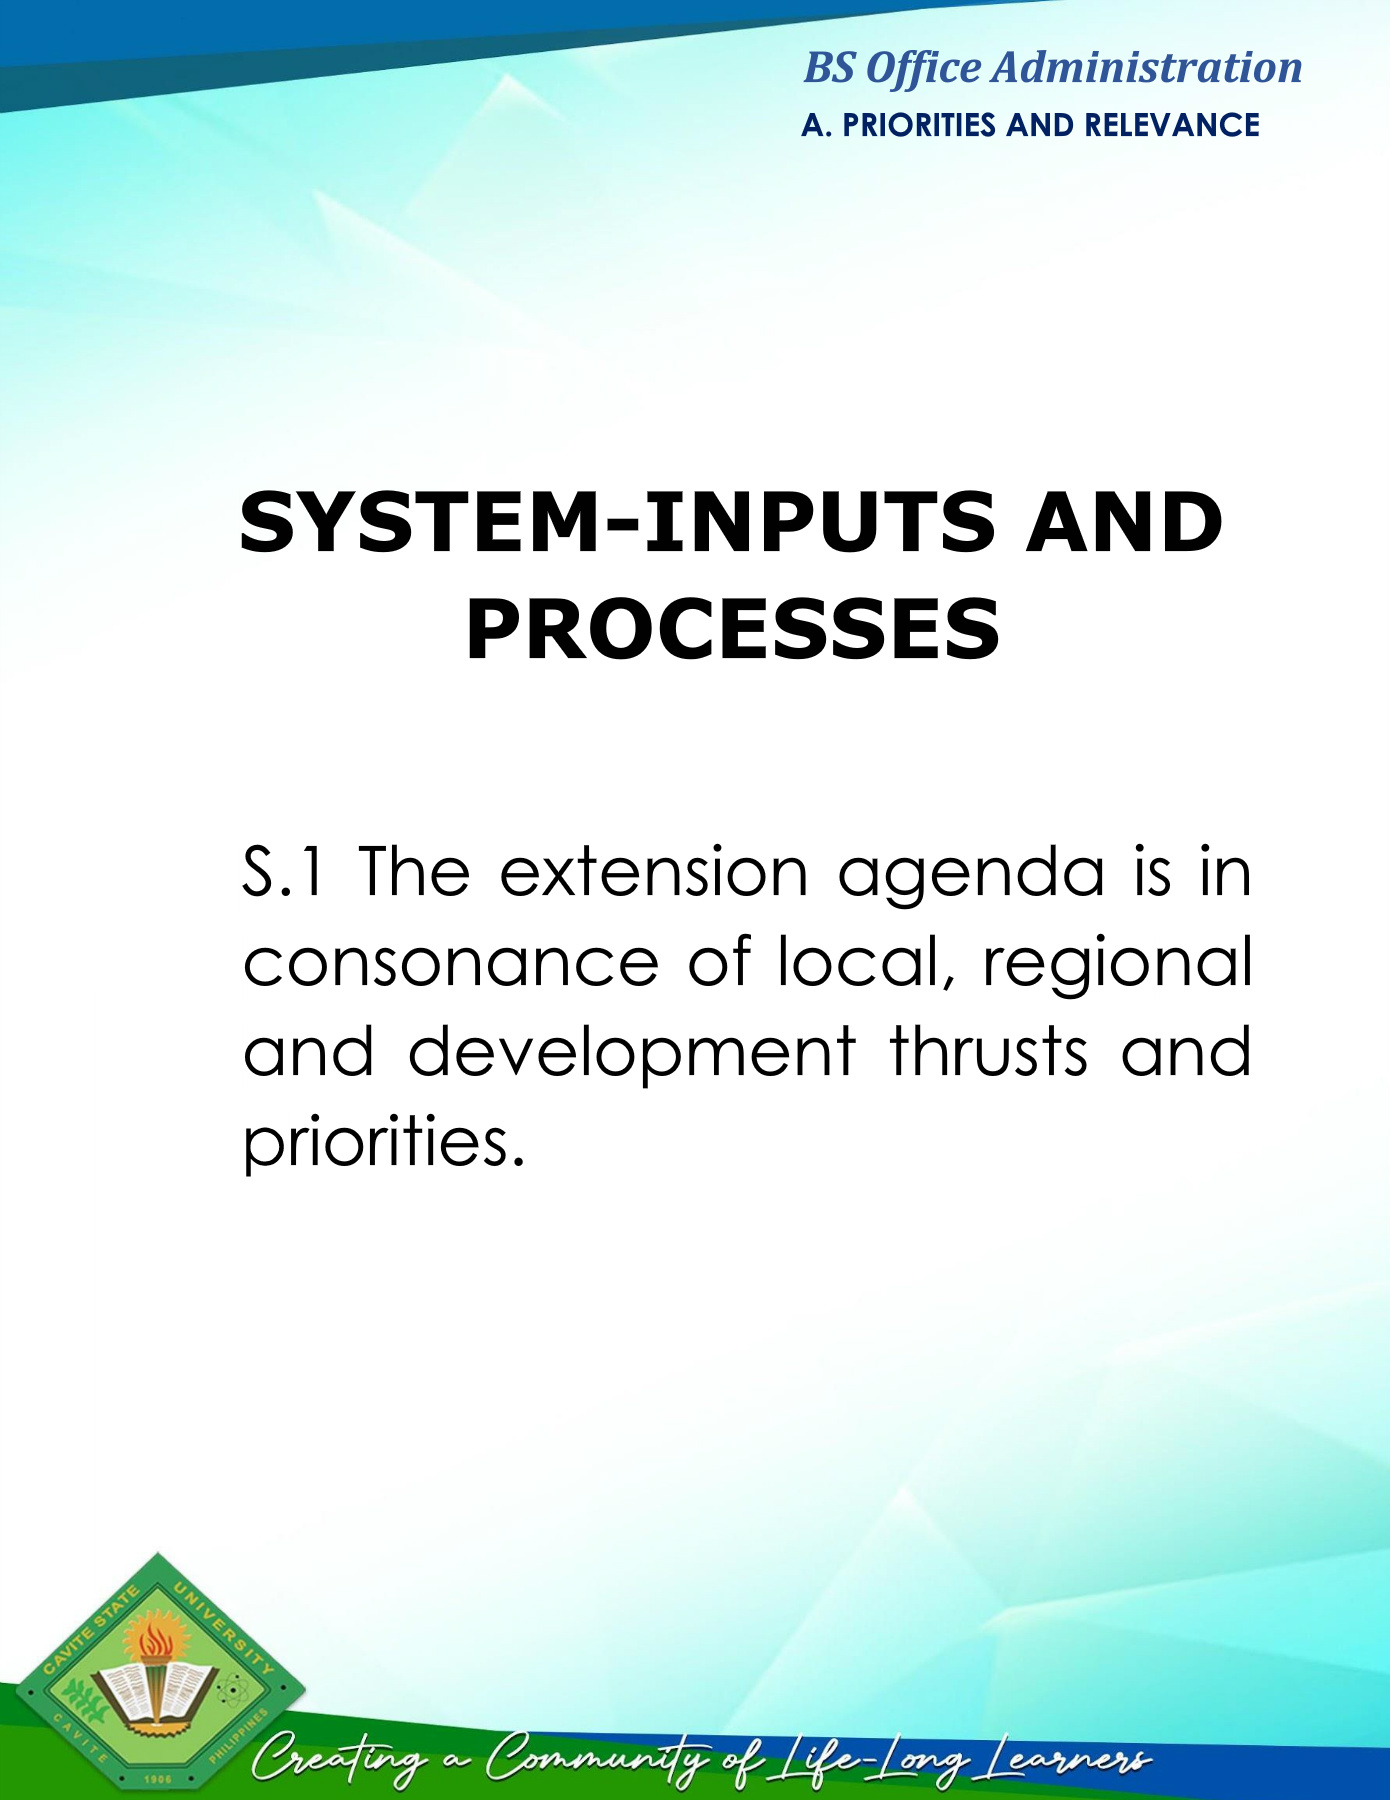 BS Office Administration
A. PRIORITIES AND RELEVANCE
SYSTEM-INPUTS AND
PROCESSES
S.1 The extension agenda is in
consonance of local, regional
and development thrusts and
priorities.
CAVITE STATE UNIVERSITY
CAVITE
PHILIPPINES
1906
Creating a Community of Life-Long Learners